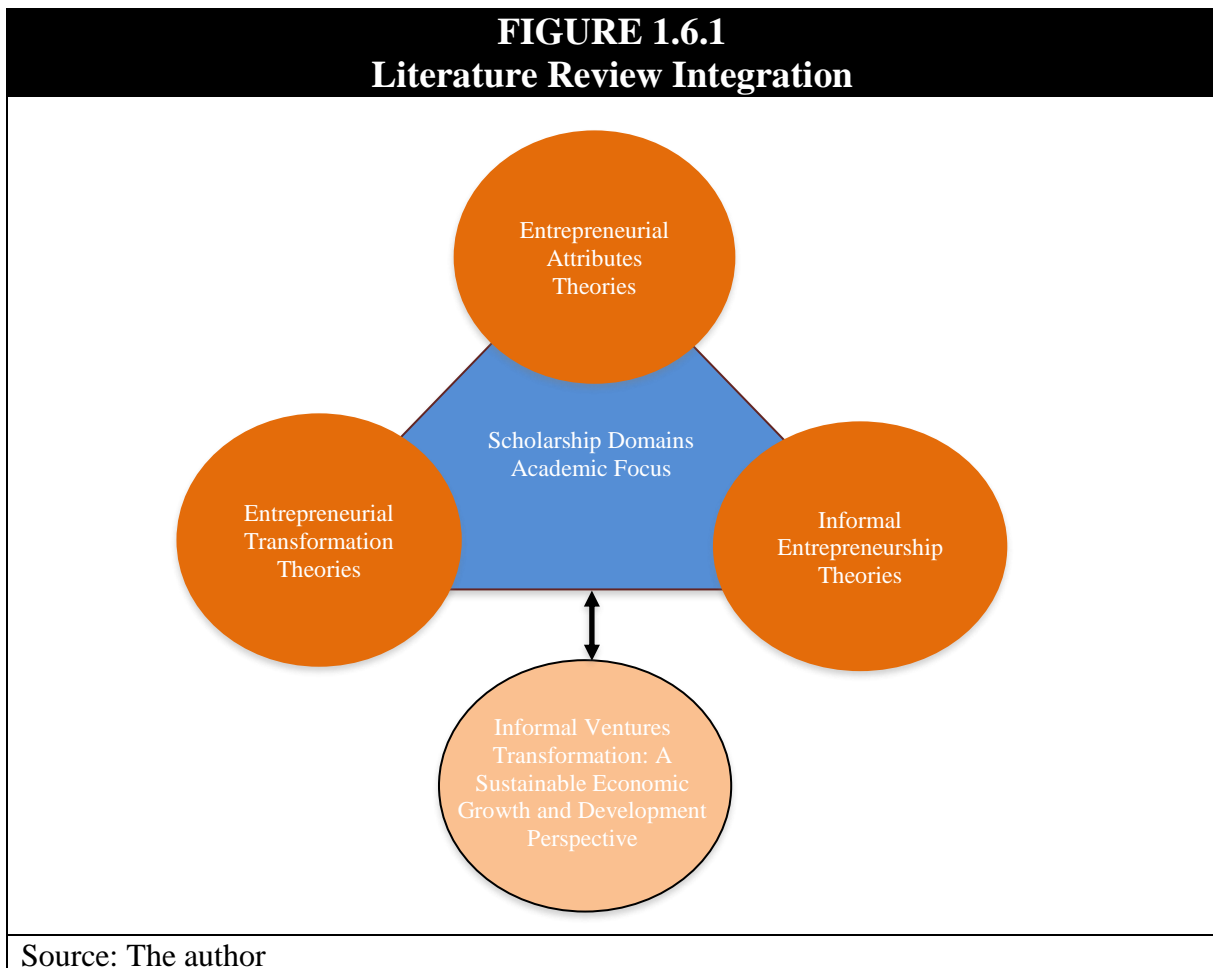 FIGURE 1.6.1
Literature Review Integration
Entrepreneurial
Attributes
Theories
Scholarship Domains
Academic Focus
Entrepreneurial
Transformation
Theories
Informal
Entrepreneurship
Theories
Informal Ventures
Transformation: A
Sustainable Economic
Growth and Development
Perspective
Source: The author